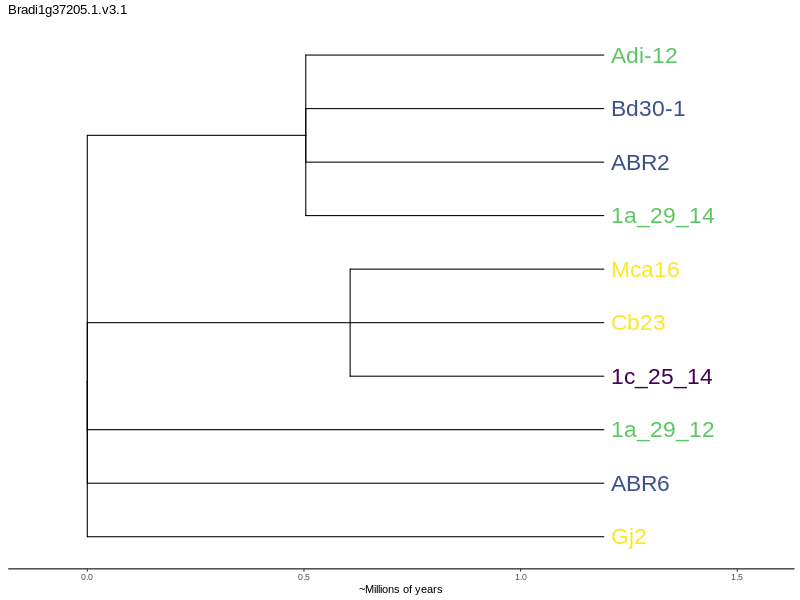 Bradi1g37205.1.v3.1
Adi-12
Bd30-1
ABR2
1a_29_14
Mca16
Cb23
1c_25_14
1a_29_12
ABR6
Gj2
0.0 0.5 1.0 1.5
~Millions of years